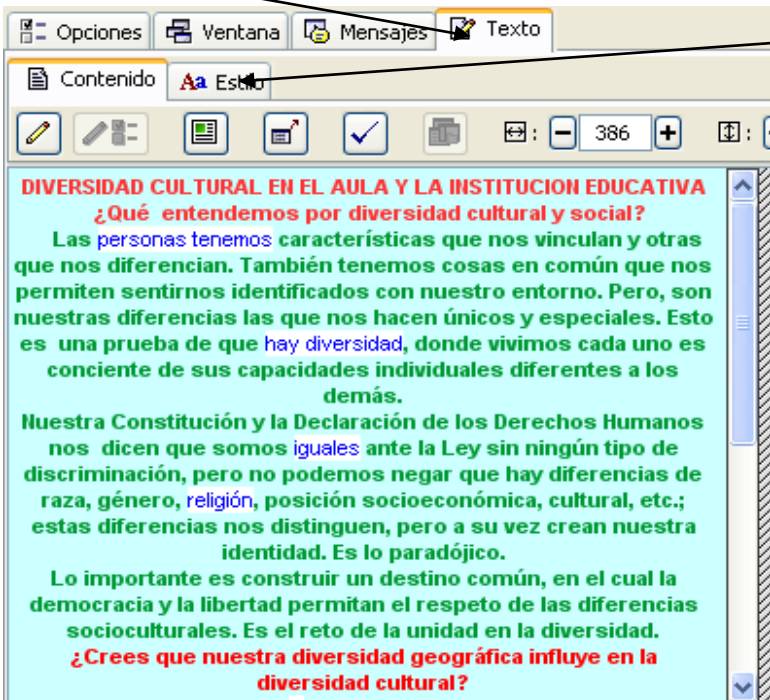 Opciones Ventana Mensajes Texto
Contenido Aa Estilo
: 386 :
DIVERSIDAD CULTURAL EN EL AULA Y LA INSTITUCION EDUCATIVA
¿Qué entendemos por diversidad cultural y social?
Las personas tenemos características que nos vinculan y otras
que nos diferencian. También tenemos cosas en común que nos
permiten sentirnos identificados con nuestro entorno. Pero, son
nuestras diferencias las que nos hacen únicos y especiales. Esto
es una prueba de que hay diversidad, donde vivimos cada uno es
conciente de sus capacidades individuales diferentes a los
demás.
Nuestra Constitución y la Declaración de los Derechos Humanos
nos dicen que somos iguales ante la Ley sin ningún tipo de
discriminación, pero no podemos negar que hay diferencias de
raza, género, religión, posición socioeconómica, cultural, etc.;
estas diferencias nos distinguen, pero a su vez crean nuestra
identidad. Es lo paradójico.
Lo importante es construir un destino común, en el cual la
democracia y la libertad permitan el respeto de las diferencias
socioculturales. Es el reto de la unidad en la diversidad.
¿Crees que nuestra diversidad geográfica influye en la
diversidad cultural?